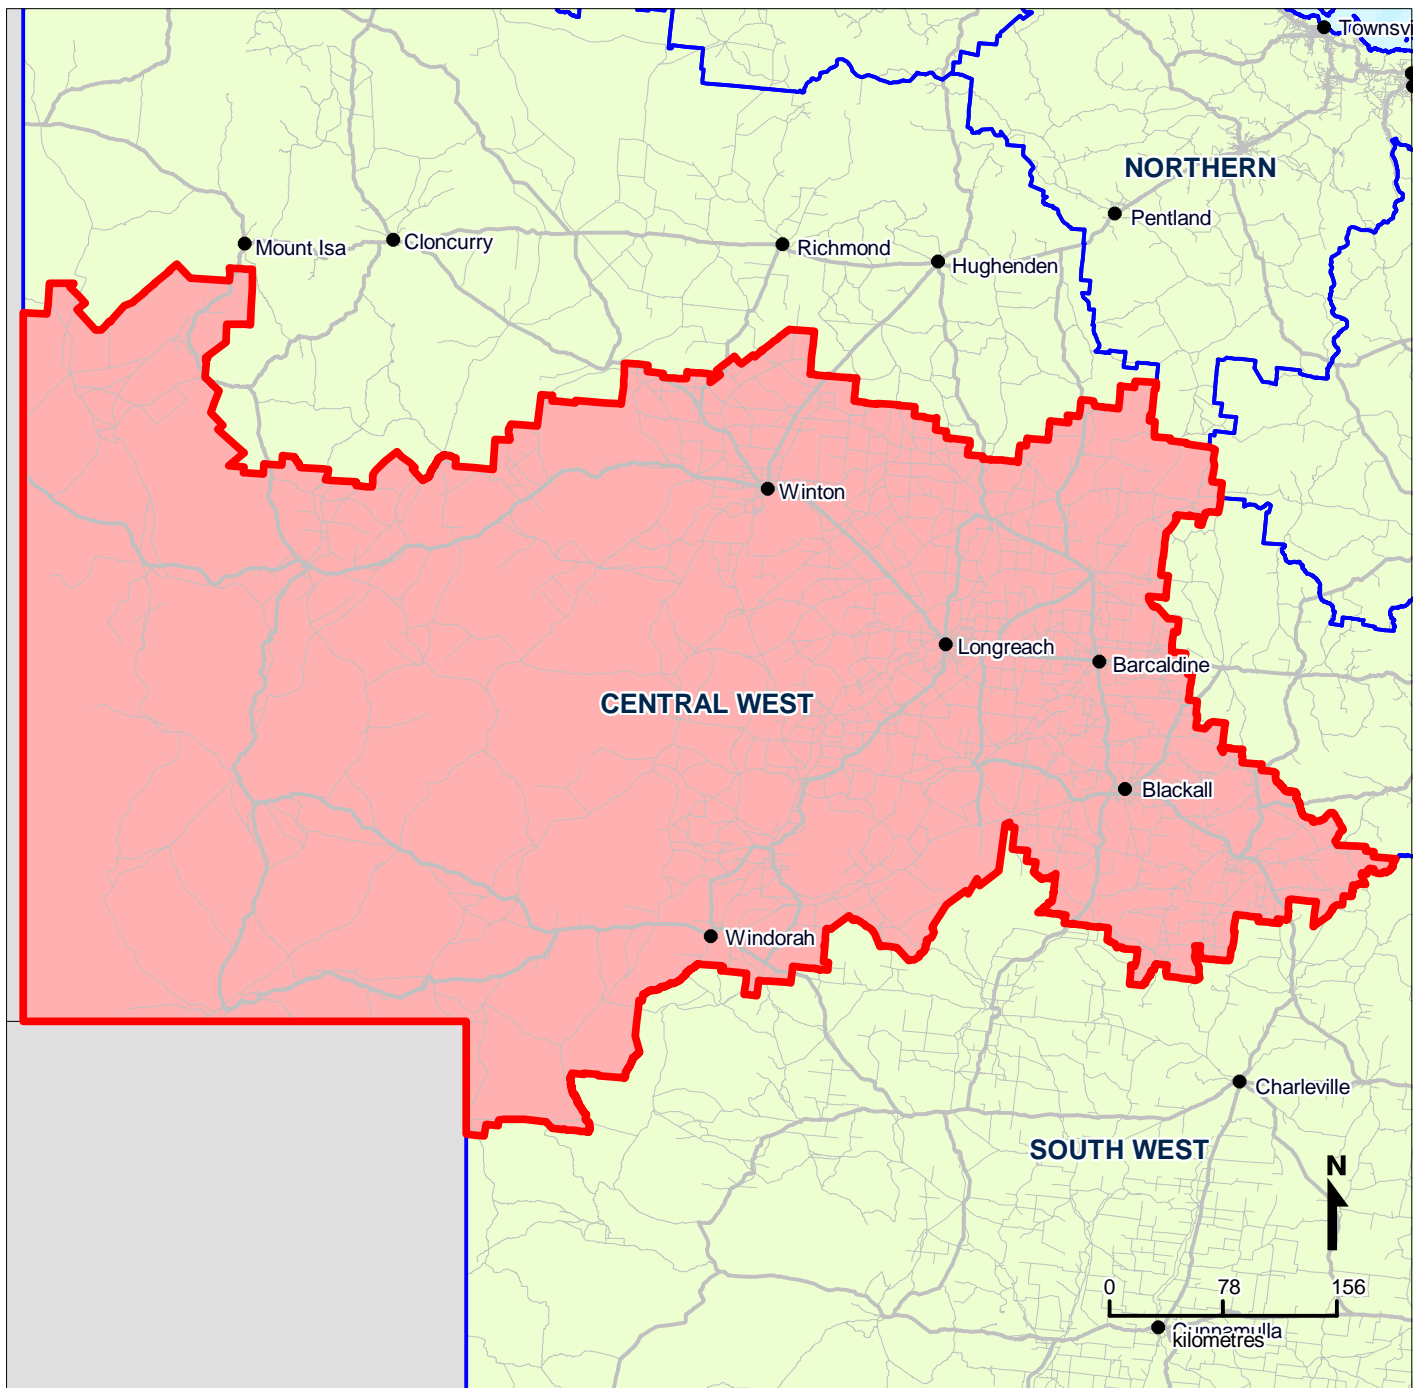 Townsvi
NORTHERN
Pentland
Mount Isa
Cloncurry
Richmond
Hughenden
Winton
Longreach
Barcaldine
CENTRAL WEST
Blackall
Windorah
Charleville
SOUTH WEST
N
0 78 156
Cunnamulla
kilometres